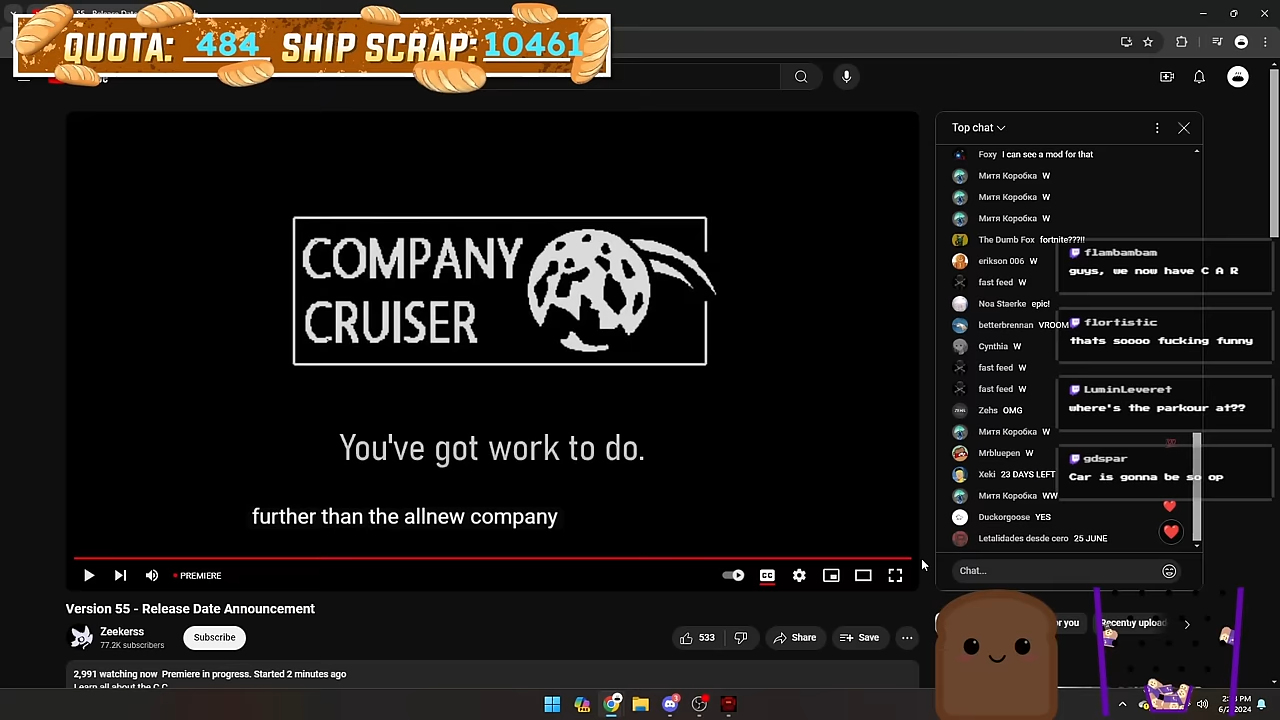 QUOTA: 484 SHIP SCRAP: 10461
COMPANY
CRUISER
You've got work to do.
further than the allnew company
PREMIERE
Version 55 - Release Date Announcement
Zeekerss
77.2K subscribers
Subscribe
533
Share
Save
2,991 watching now Premiere in progress. Started 2 minutes ago
Top chat
Foxy I can see a mod for that
Митя Коробка W
Митя Коробка W
Митя Коробка W
The Dumb Fox fortnite???!!
erikson 006 W
fast feed W
Noa Staerke epic!
betterbrennan VROOM
Cynthia W
fast feed W
fast feed W
Zehs OMG
Митя Коробка W
Mrbluepen W
Xeki 23 DAYS LEFT
Митя Коробка WW
Duckorgoose YES
Letalidades desde cero 25 JUNE
Chat...
flambambam
guys, we now have C A R
flortistic
thats soooo fucking funny
LuminLeveret
where's the parkour at??
gdspar
Car is gonna be so op
Recently upload